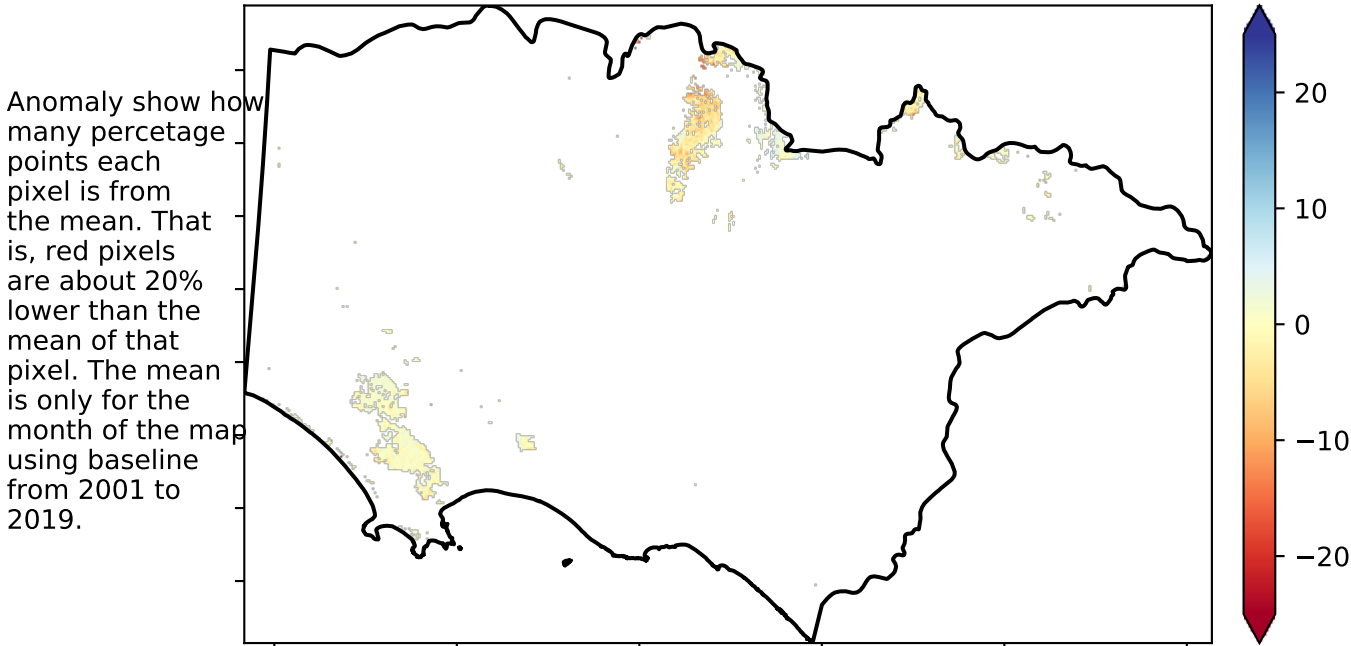 Anomaly show how
many percetage
points each
pixel is from
the mean. That
is, red pixels
are about 20%
lower than the
mean of that
pixel. The mean
is only for the
month of the map
using baseline
from 2001 to
2019.
20
10
0
−10
−20